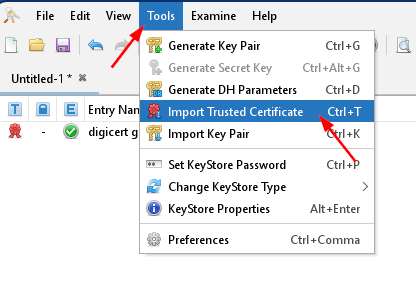 File Edit View Tools Examine Help
Generate Key Pair Ctrl+G
Generate Secret Key Ctrl+Alt+G
Generate DH Parameters Ctrl+D
Import Trusted Certificate Ctrl+T
Import Key Pair Ctrl+K
Set KeyStore Password Ctrl+P
Change KeyStore Type
KeyStore Properties Alt+Enter
Preferences Ctrl+Comma
Untitled-1 *
T E Entry Nam
- digicert g